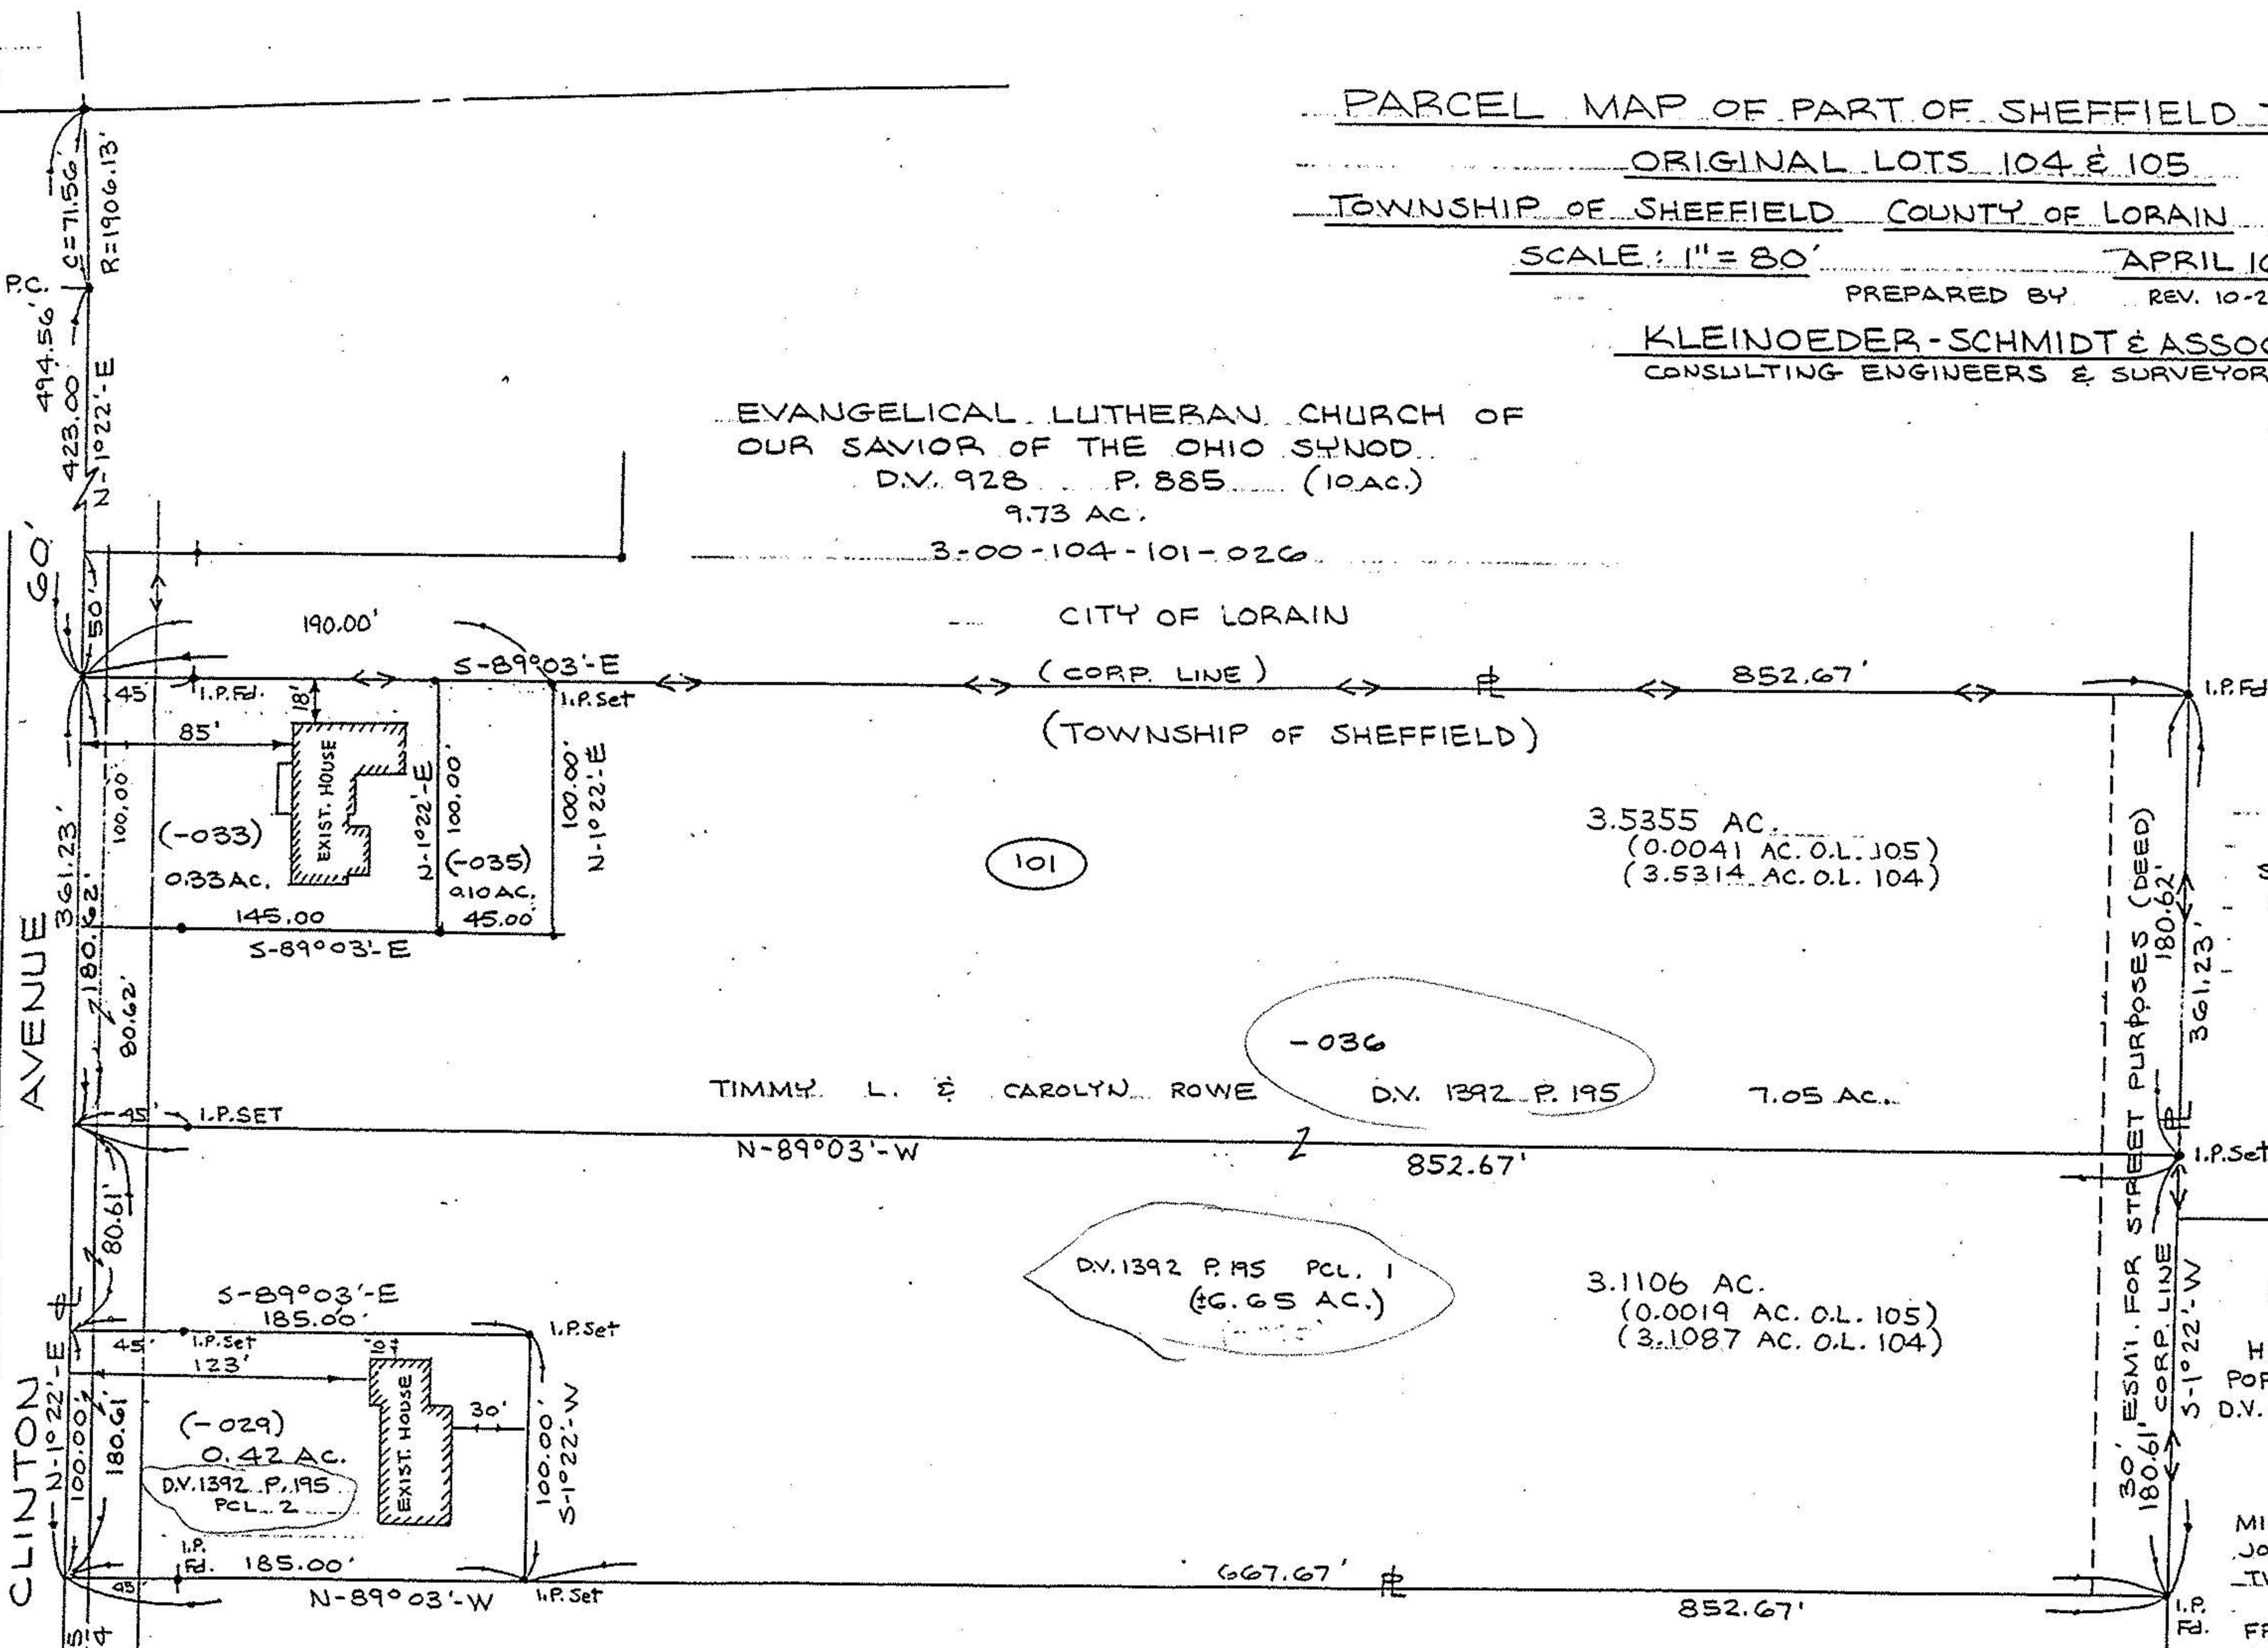 PARCEL MAP OF PART OF SHEFFIELD
ORIGINAL LOTS 104 & 105
TOWNSHIP OF SHEFFIELD COUNTY OF LORAIN
SCALE: 1" = 80' APRIL
PREPARED BY REV. 10-2
KLEINOEDER-SCHMIDT & ASSOC
CONSULTING ENGINEERS & SURVEYOR
C=71.56'
R=1906.13'
P.C.
494.56'
423.00
N-1°22'-E
EVANGELICAL LUTHERAN CHURCH OF
OUR SAVIOR OF THE OHIO SYNOD
D.V. 928 P. 885 (10 AC.)
9.73 AC.
3-00-104-101-026
60'
50'
190.00'
CITY OF LORAIN
S-89°03'-E
(CORP. LINE)
PL
852.67'
I.P. Fd
45'
I.P. Fd.
18'
I.P. Set
(TOWNSHIP OF SHEFFIELD)
85'
EXIST. HOUSE
100.00'
N-1°22'-E
100.00'
100.00'
N-1°22'-E
(-033)
0.33 AC.
(-035)
0.10 AC.
145.00
45.00'
S-89°03'-E
361.23'
180.62'
80.62'
101
3.5355 AC.
(0.0041 AC. O.L. 105)
(3.5314 AC. O.L. 104)
180.62'
361.23'
30' ESMT. FOR STREET PURPOSES (DEED)
-036
TIMMY L. & CAROLYN ROWE
D.V. 1392 P. 195
7.05 AC.
PL
45'
I.P. SET
N-89°03'-W
852.67'
I.P. Set
80.61'
D.V. 1392 P. 195 PCL. 1
(±6.65 AC.)
3.1106 AC.
(0.0019 AC. O.L. 105)
(3.1087 AC. O.L. 104)
180.61'
CORP. LINE
S-1°22'-W
S-89°03'-E
185.00'
45'
I.P. Set
I.P. Set
10'±
123'
EXIST. HOUSE
30'
100.00'
S-1°22'-W
(-029)
0.42 AC.
D.V. 1392 P. 195
PCL. 2
CLINTON AVENUE
N-1°22'-E
100.00'
180.61'
D.V.
I.P.
Fd.
185.00'
45'
N-89°03'-W
I.P. Set
667.67'
PL
852.67'
I.P.
Fd.